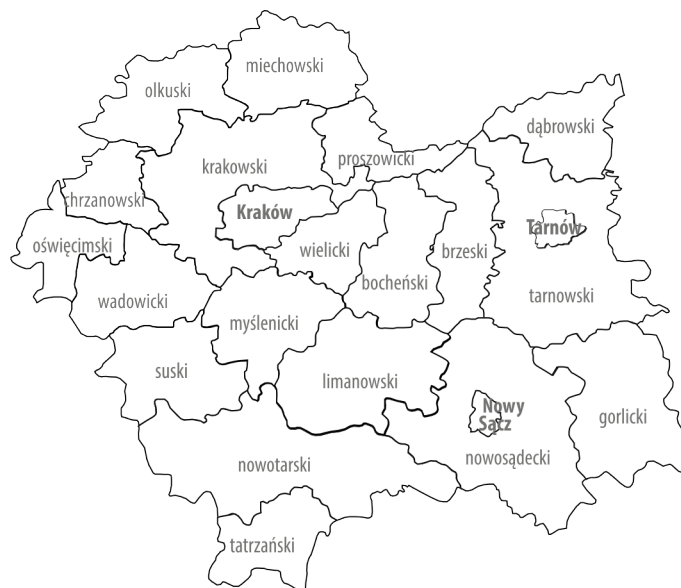 miechowski
olkuski
dąbrowski
proszowicki
krakowski
chrzanowski
Kraków
Tarnów
oświęcimski
wielicki
brzeski
bocheński
wadowicki
tarnowski
myślenicki
suski
limanowski
Nowy
Sącz
gorlicki
nowosądecki
nowotarski
tatrzański